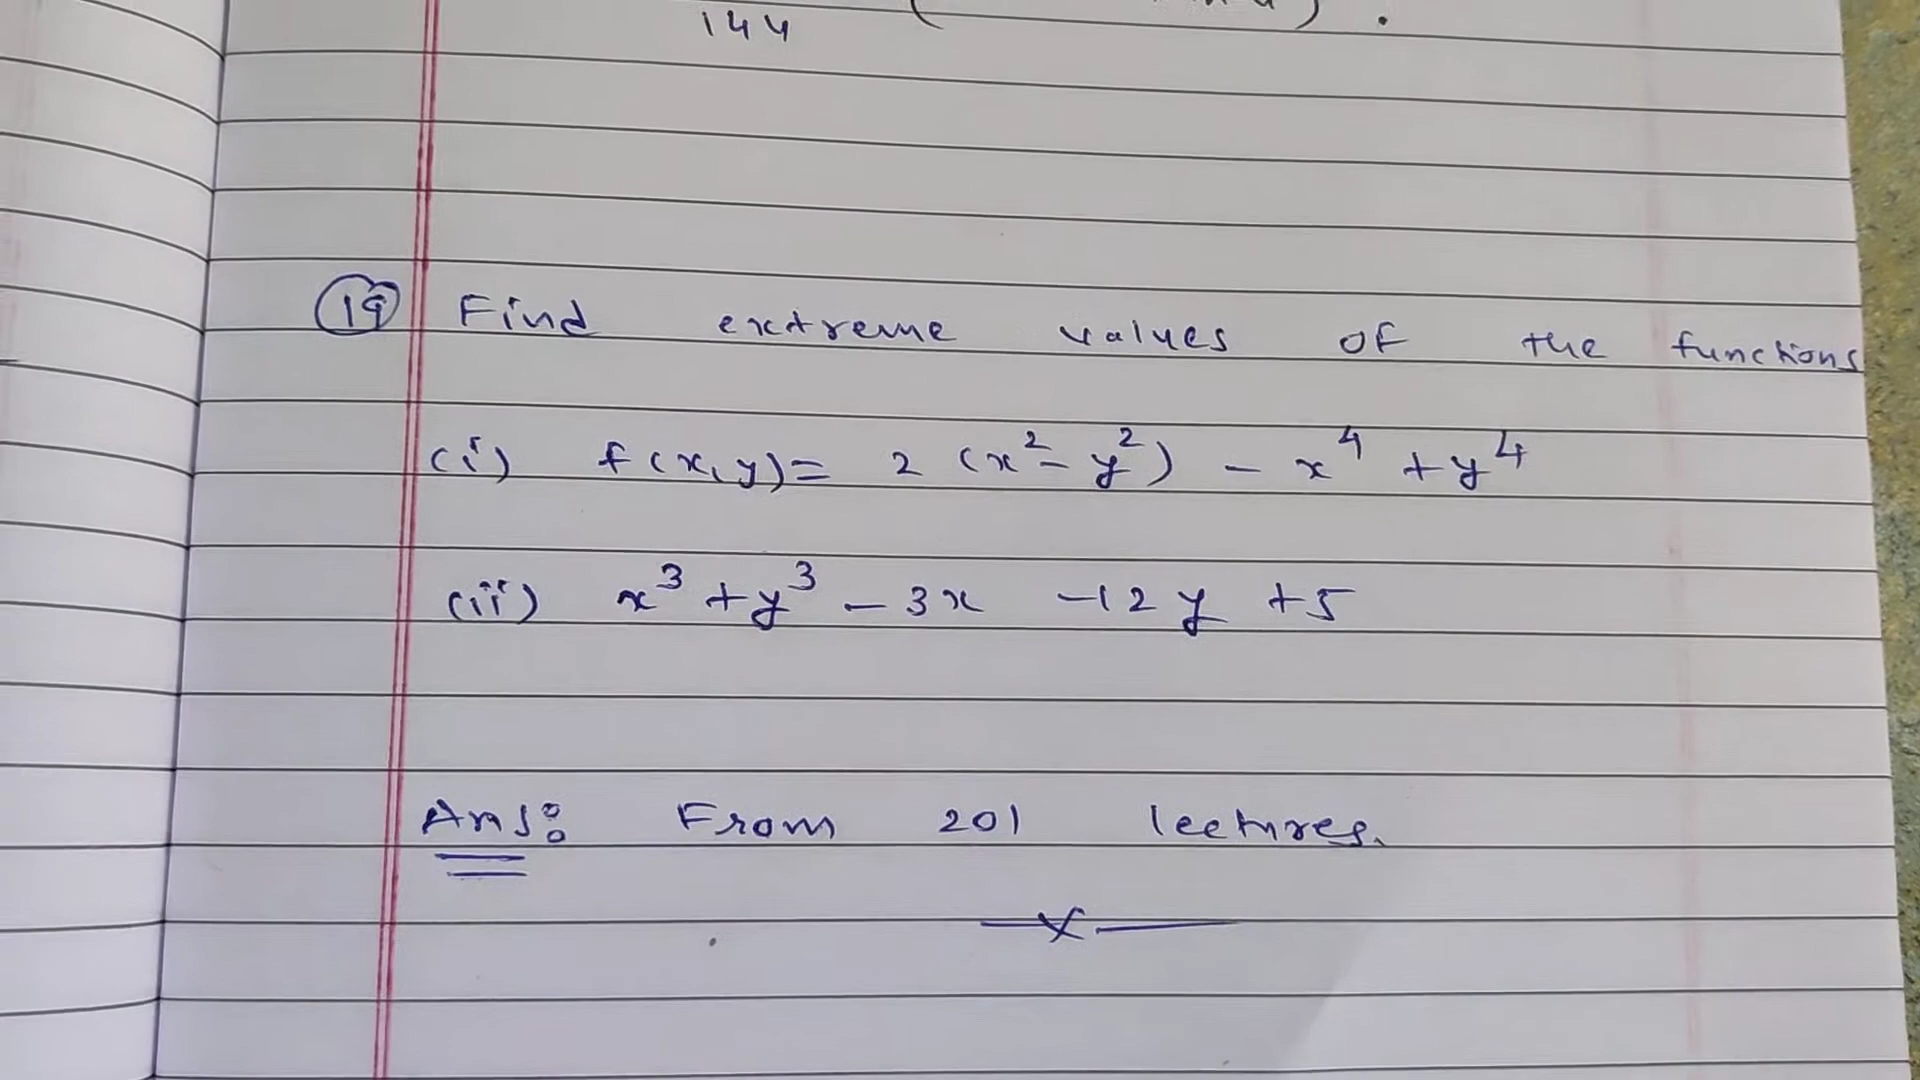 144 ( ) .
19 Find extreme values of the functions
(i) f(x,y)= 2 (x²- y²) - x⁴ + y⁴
(ii) x³ + y³ - 3x -12y +5
Ans: From 201 lectures.